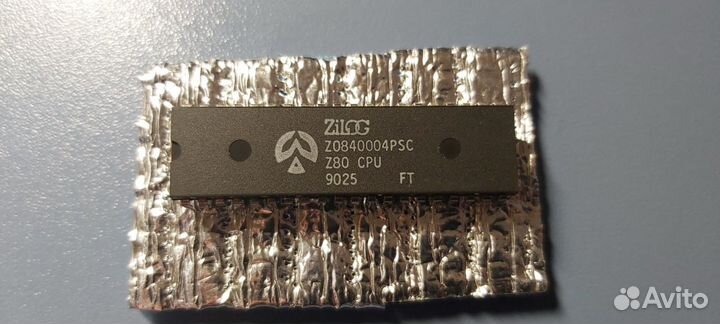 ZiLOG
Z0840004PSC
Z80 CPU
9025 FT
Avito